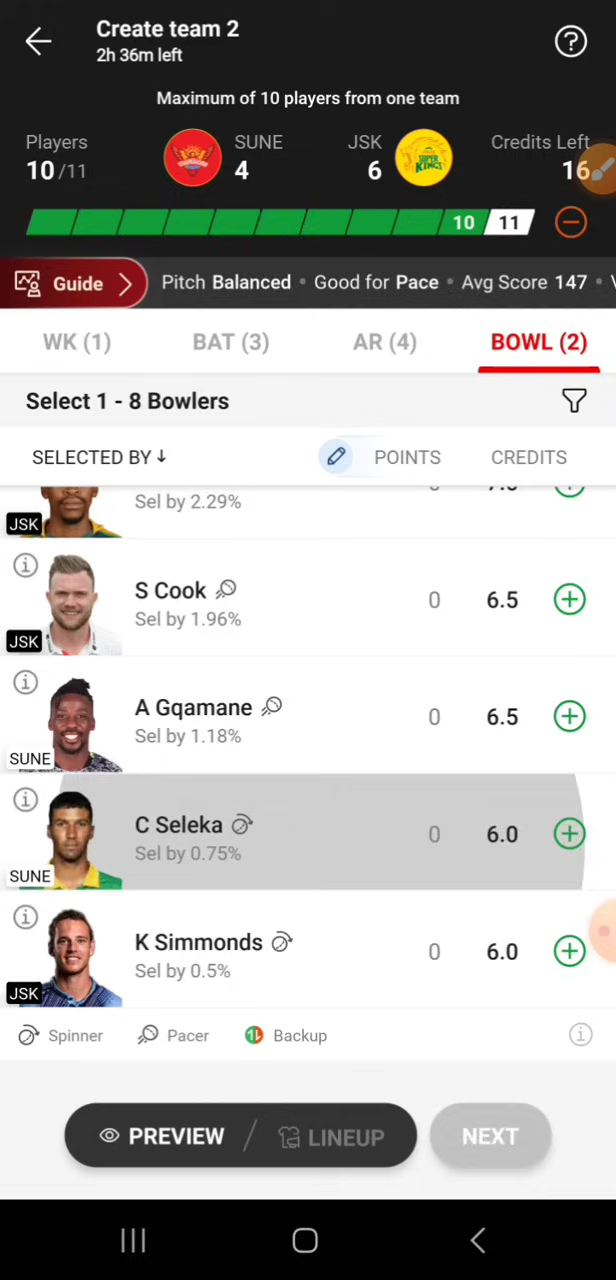 Create team 2
2h 36m left
Maximum of 10 players from one team
Players SUNE JSK Credits Left
10/11 4 6 16
10 11
Guide Pitch Balanced • Good for Pace • Avg Score 147 •
WK (1) BAT (3) AR (4) BOWL (2)
Select 1 - 8 Bowlers
SELECTED BY ↓ POINTS CREDITS
Sel by 2.29%
JSK
S Cook 0 6.5
Sel by 1.96%
JSK
A Gqamane 0 6.5
Sel by 1.18%
SUNE
C Seleka 0 6.0
Sel by 0.75%
SUNE
K Simmonds 0 6.0
Sel by 0.5%
JSK
Spinner Pacer Backup
PREVIEW / LINEUP NEXT